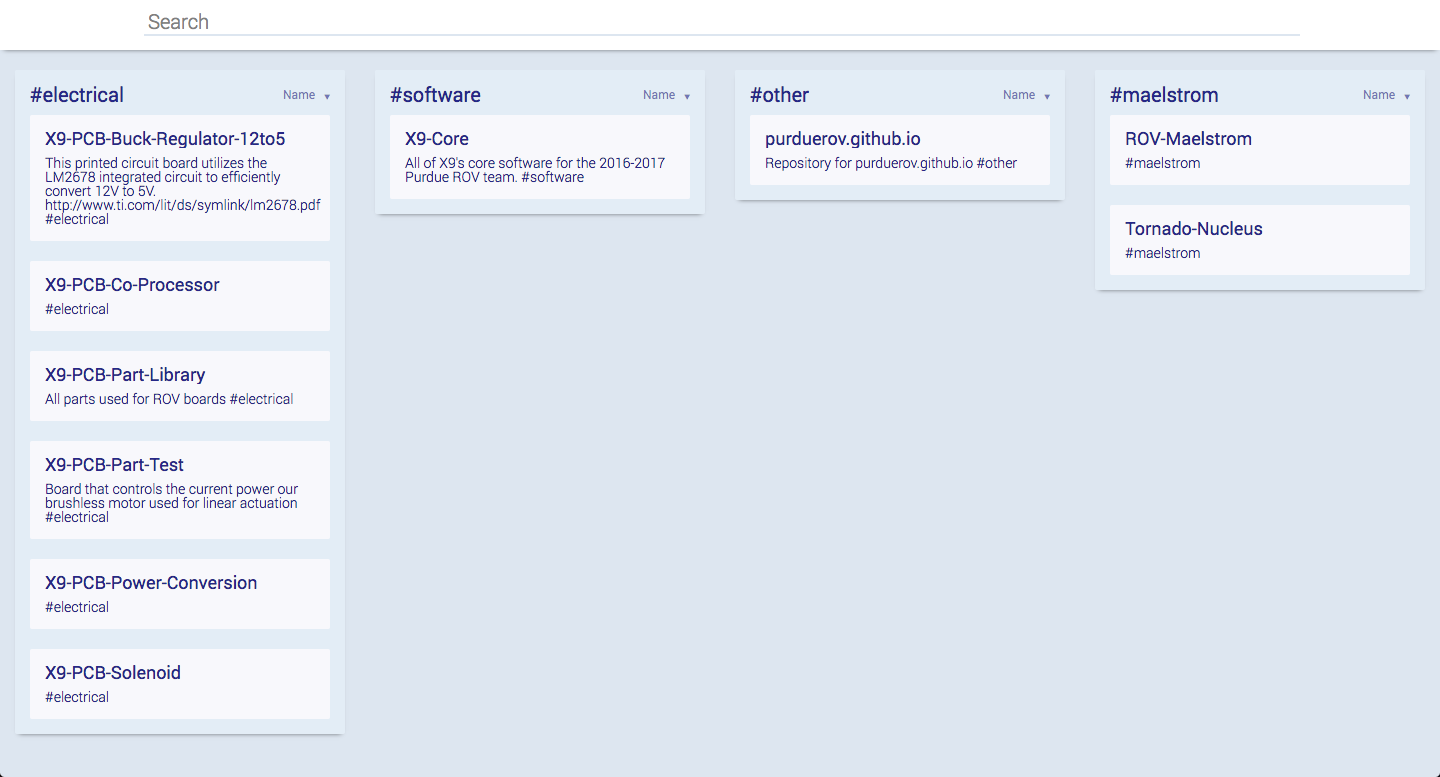 Search
#electrical
Name ▾
X9-PCB-Buck-Regulator-12to5
This printed circuit board utilizes the
LM2678 integrated circuit to efficiently
convert 12V to 5V.
http://www.ti.com/lit/ds/symlink/lm2678.pdf
#electrical
X9-PCB-Co-Processor
#electrical
X9-PCB-Part-Library
All parts used for ROV boards #electrical
X9-PCB-Part-Test
Board that controls the current power our
brushless motor used for linear actuation
#electrical
X9-PCB-Power-Conversion
#electrical
X9-PCB-Solenoid
#electrical
#software
Name ▾
X9-Core
All of X9's core software for the 2016-2017
Purdue ROV team. #software
#other
Name ▾
purduerov.github.io
Repository for purduerov.github.io #other
#maelstrom
Name ▾
ROV-Maelstrom
#maelstrom
Tornado-Nucleus
#maelstrom